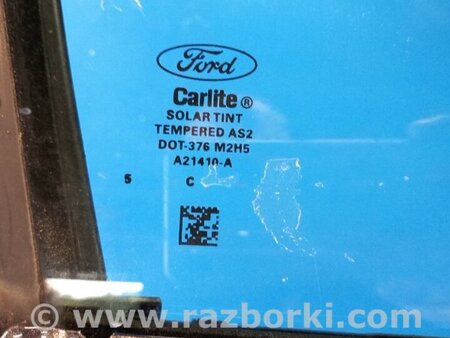 Ford
Carlite®
SOLAR TINT
TEMPERED AS2
DOT-376 M2H5
A21410-A
5 C
www.razborki.com